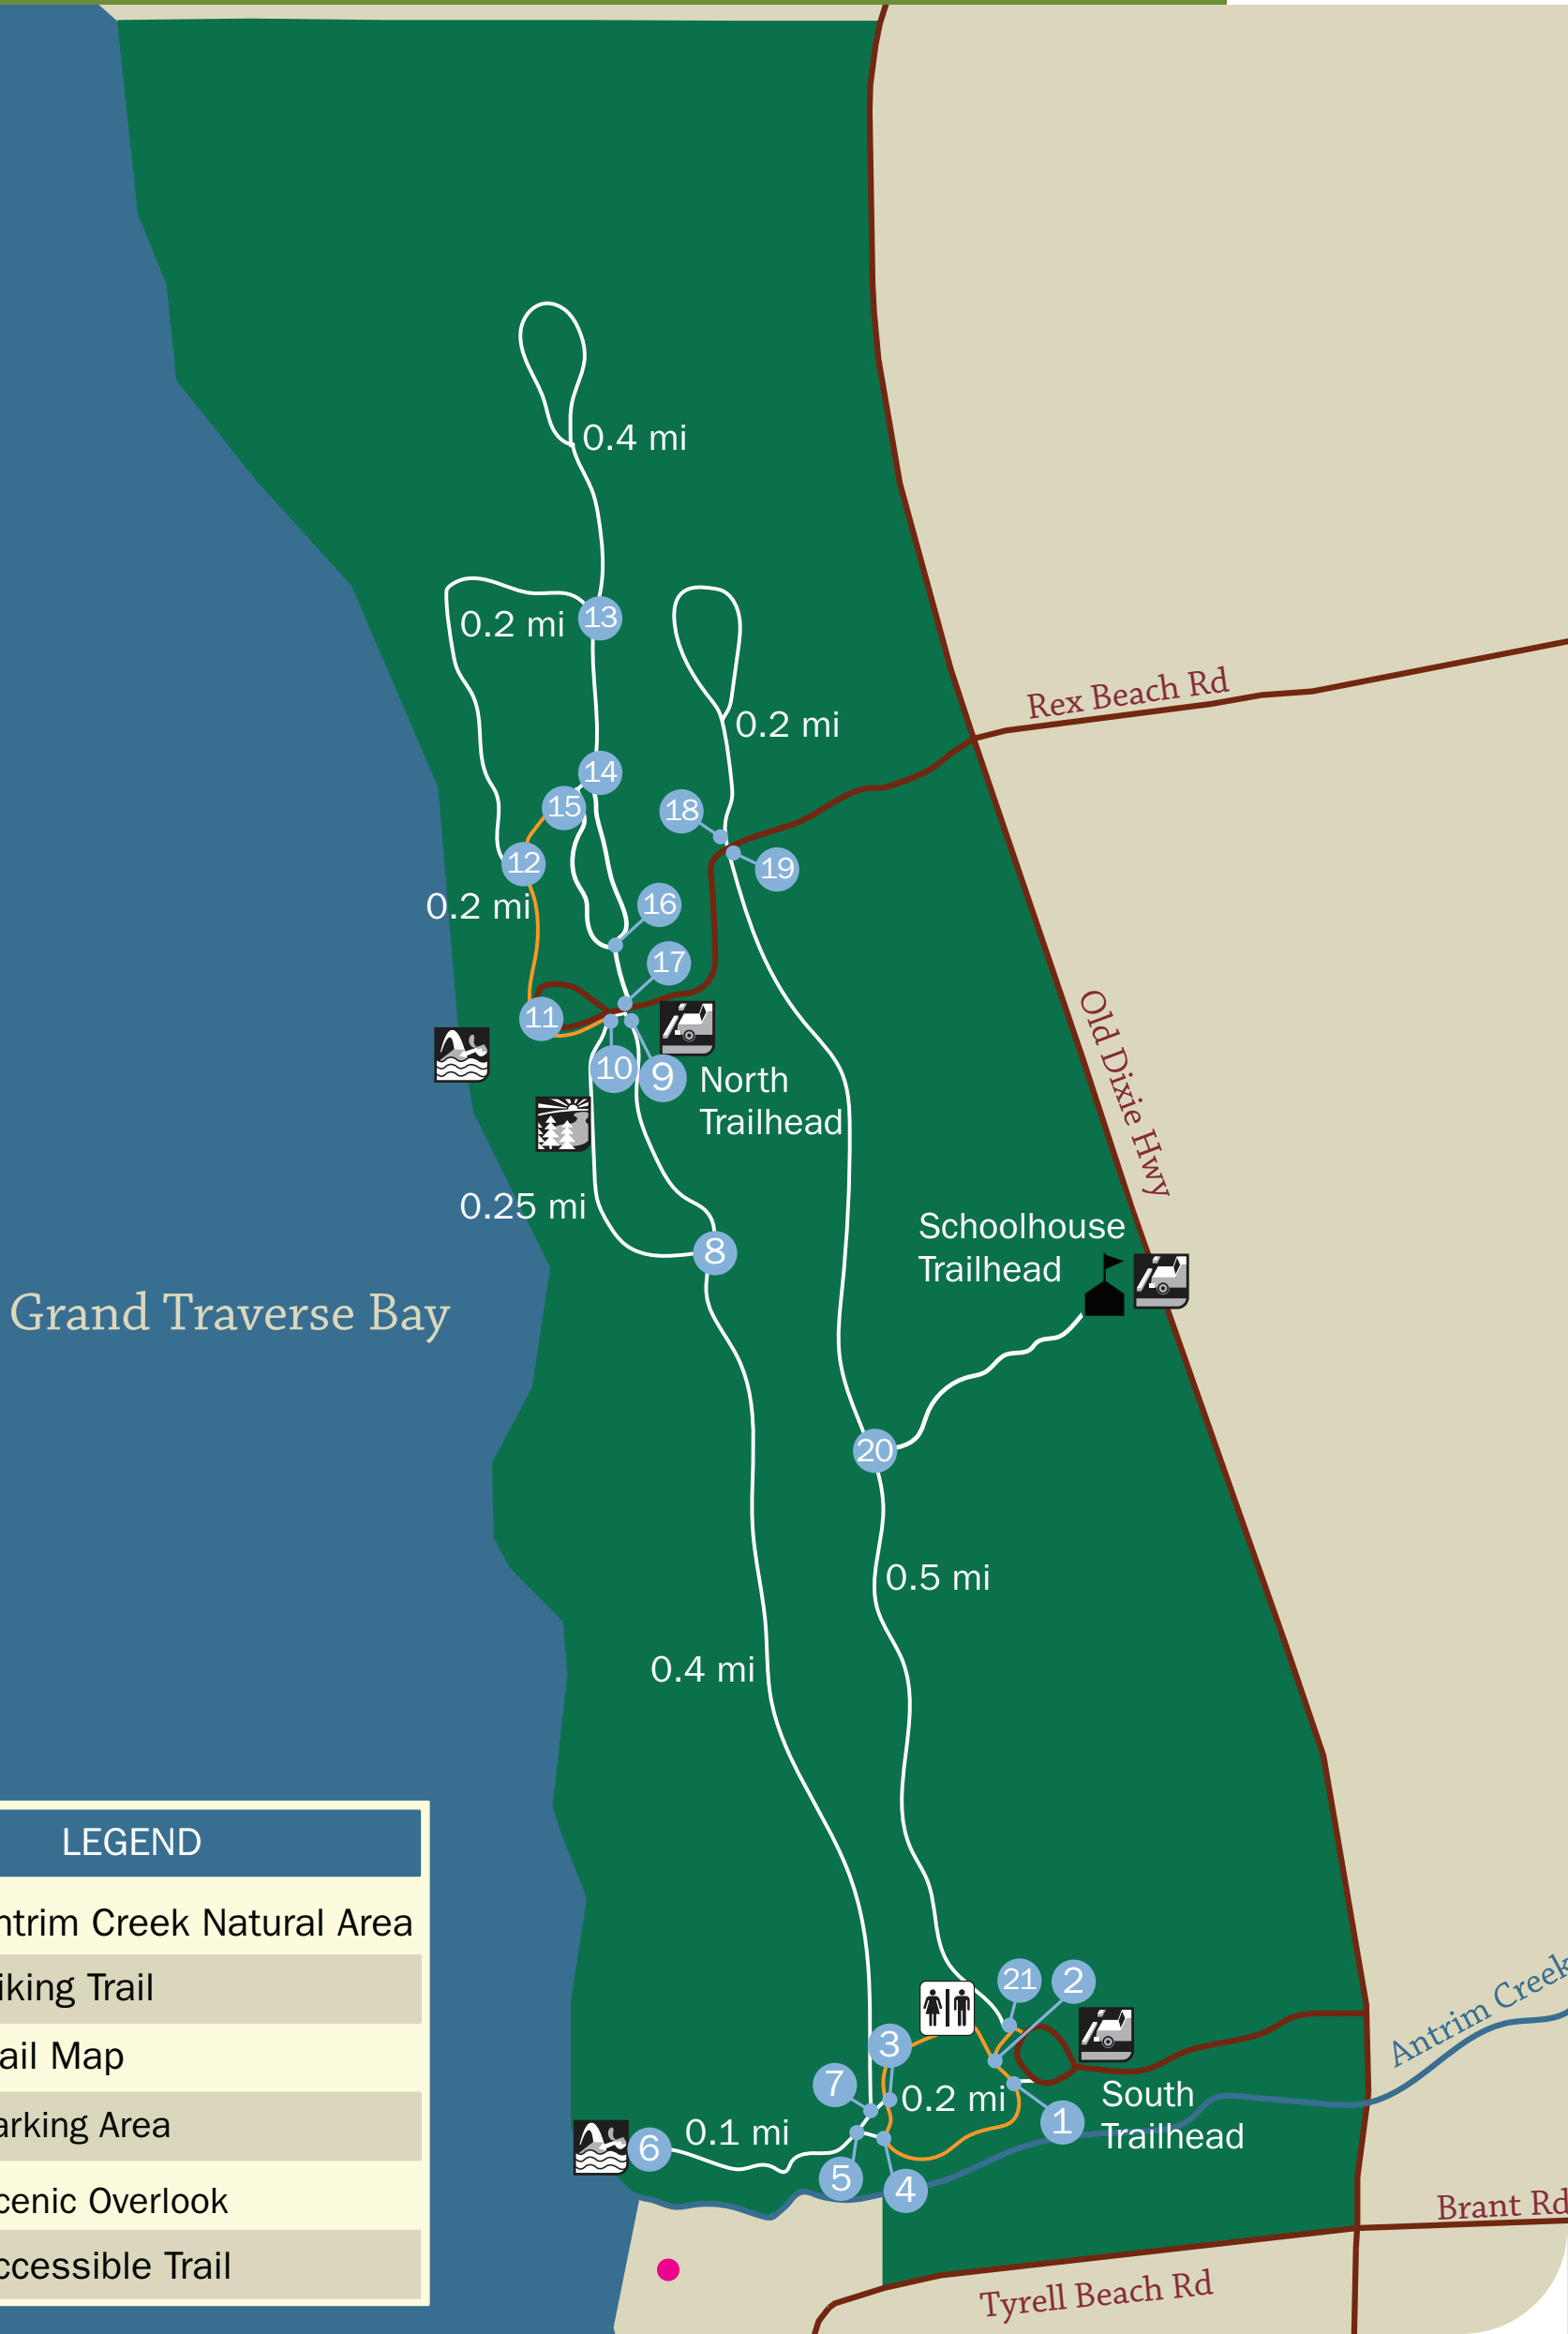 0.4 mi
0.2 mi
13
0.2 mi
Rex Beach Rd
14
15
18
12
19
0.2 mi
16
17
11
10
9
North
Trailhead
Old Dixie Hwy
0.25 mi
8
Schoolhouse
Trailhead
Grand Traverse Bay
20
0.5 mi
0.4 mi
LEGEND
ntrim Creek Natural Area
iking Trail
ail Map
arking Area
cenic Overlook
ccessible Trail
21
2
3
7
0.2 mi
1
South
Trailhead
Antrim Creek
6
0.1 mi
5
4
Brant Rd
Tyrell Beach Rd